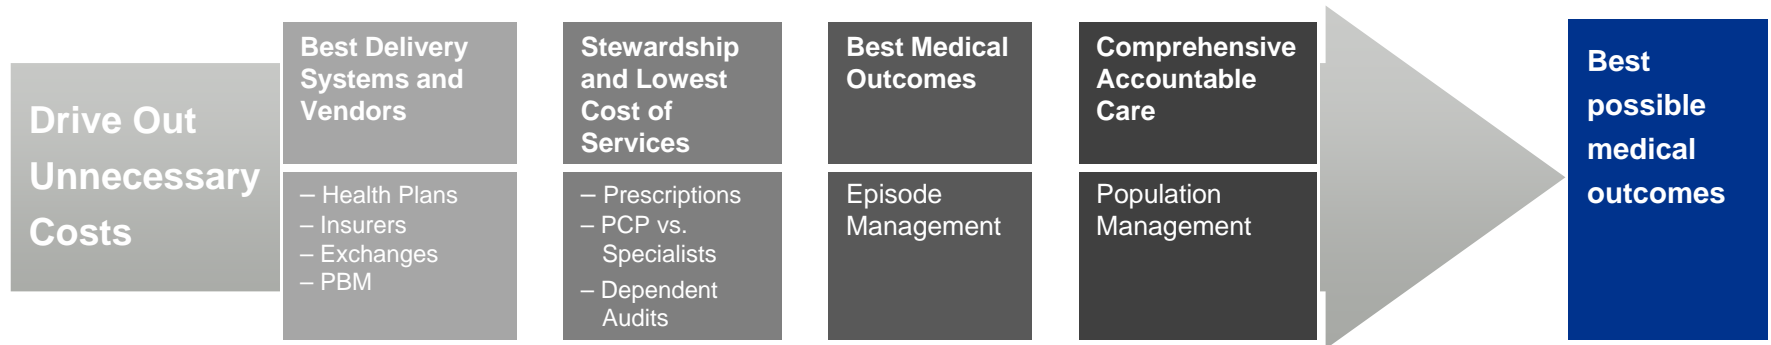 Drive Out
Unnecessary
Costs
Best Delivery
Systems and
Vendors
– Health Plans
– Insurers
– Exchanges
– PBM
Stewardship
and Lowest
Cost of
Services
– Prescriptions
– PCP vs.
Specialists
– Dependent
Audits
Best Medical
Outcomes
Episode
Management
Comprehensive
Accountable
Care
Population
Management
Best
possible
medical
outcomes